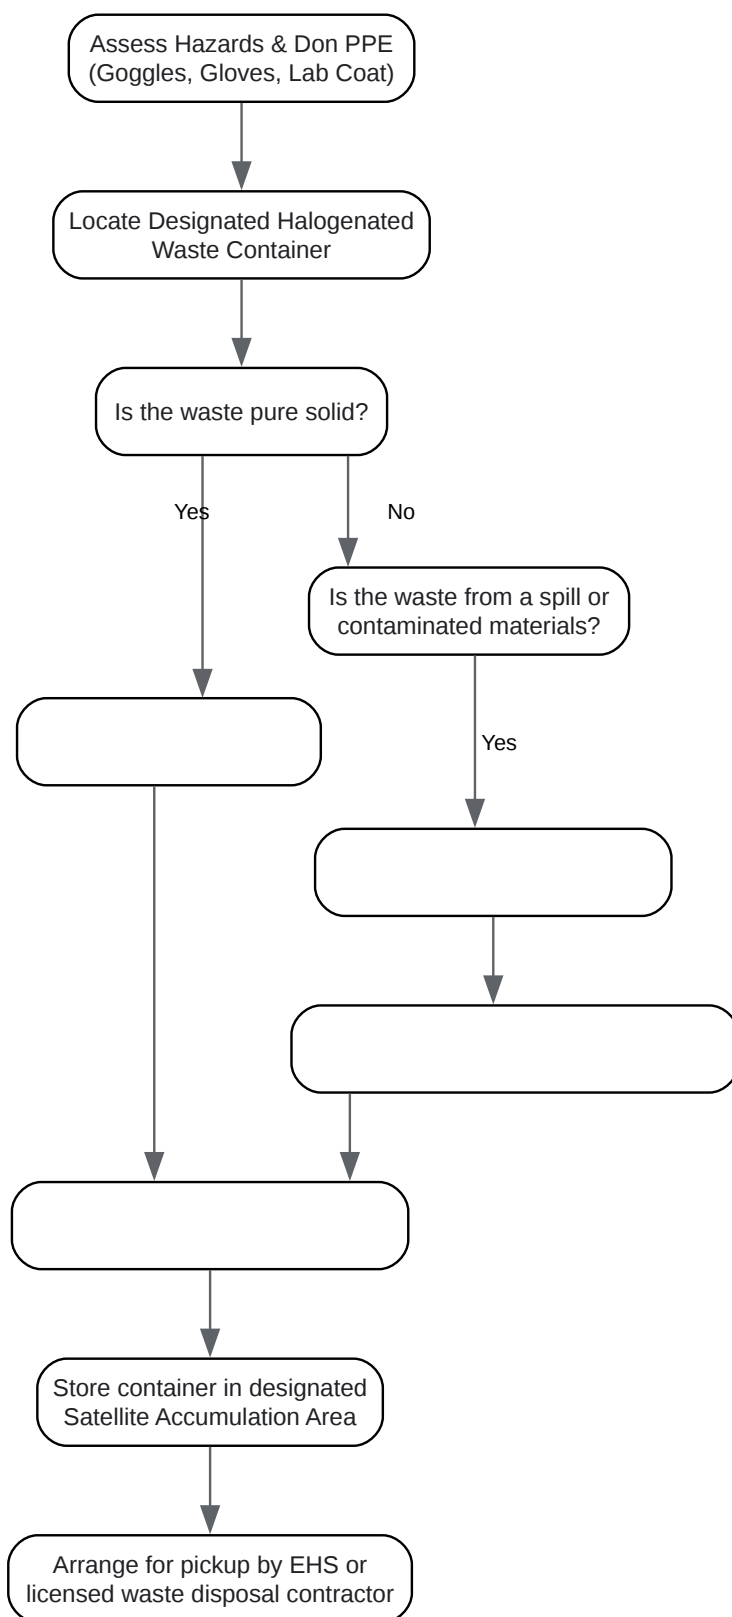 Assess Hazards & Don PPE
(Goggles, Gloves, Lab Coat)
Locate Designated Halogenated
Waste Container
Is the waste pure solid?
Yes
No
Is the waste from a spill or
contaminated materials?
Yes
Store container in designated
Satellite Accumulation Area
Arrange for pickup by EHS or
licensed waste disposal contractor